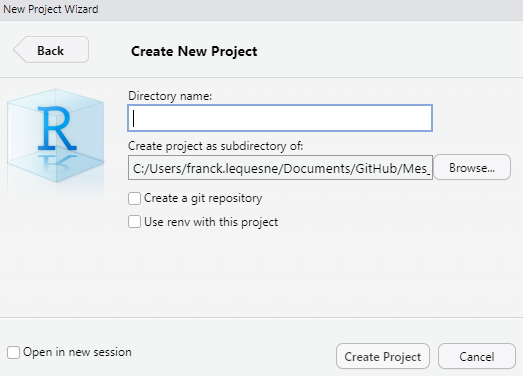 New Project Wizard
Back
Create New Project
R
Directory name:
Create project as subdirectory of:
C:/Users/franck.lequesne/Documents/GitHub/Mes_
Browse...
Create a git repository
Use renv with this project
Open in new session
Create Project
Cancel